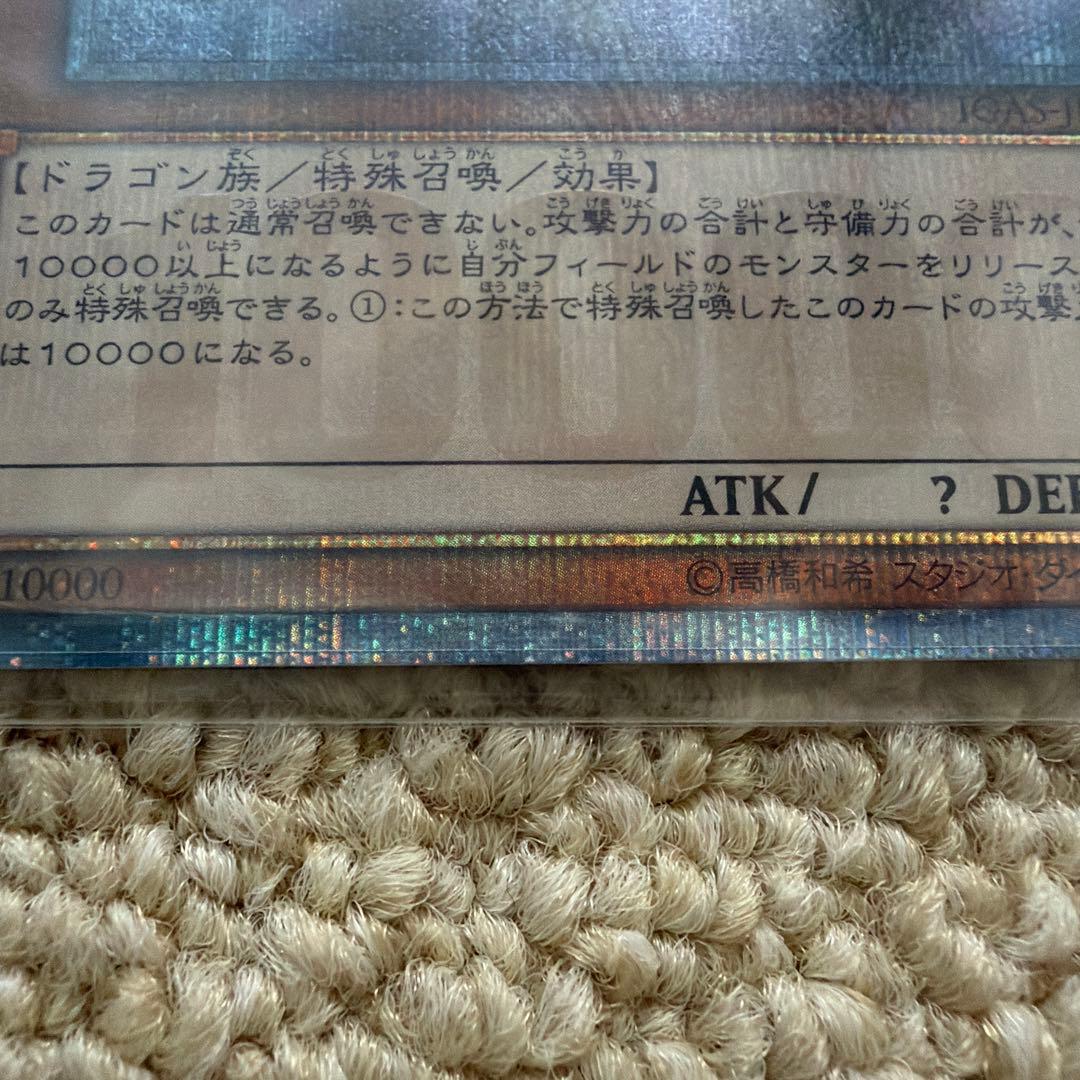 IGAS-J
【ドラゴン族／特殊召喚／効果】
このカードは通常召喚できない。攻撃力の合計と守備力の合計が、
10000以上になるように自分フィールドのモンスターをリリース
のみ特殊召喚できる。①：この方法で特殊召喚したこのカードの攻撃
は10000になる。
ATK/ ? DEF
10000 ©高橋和希 スタジオ・ダイ